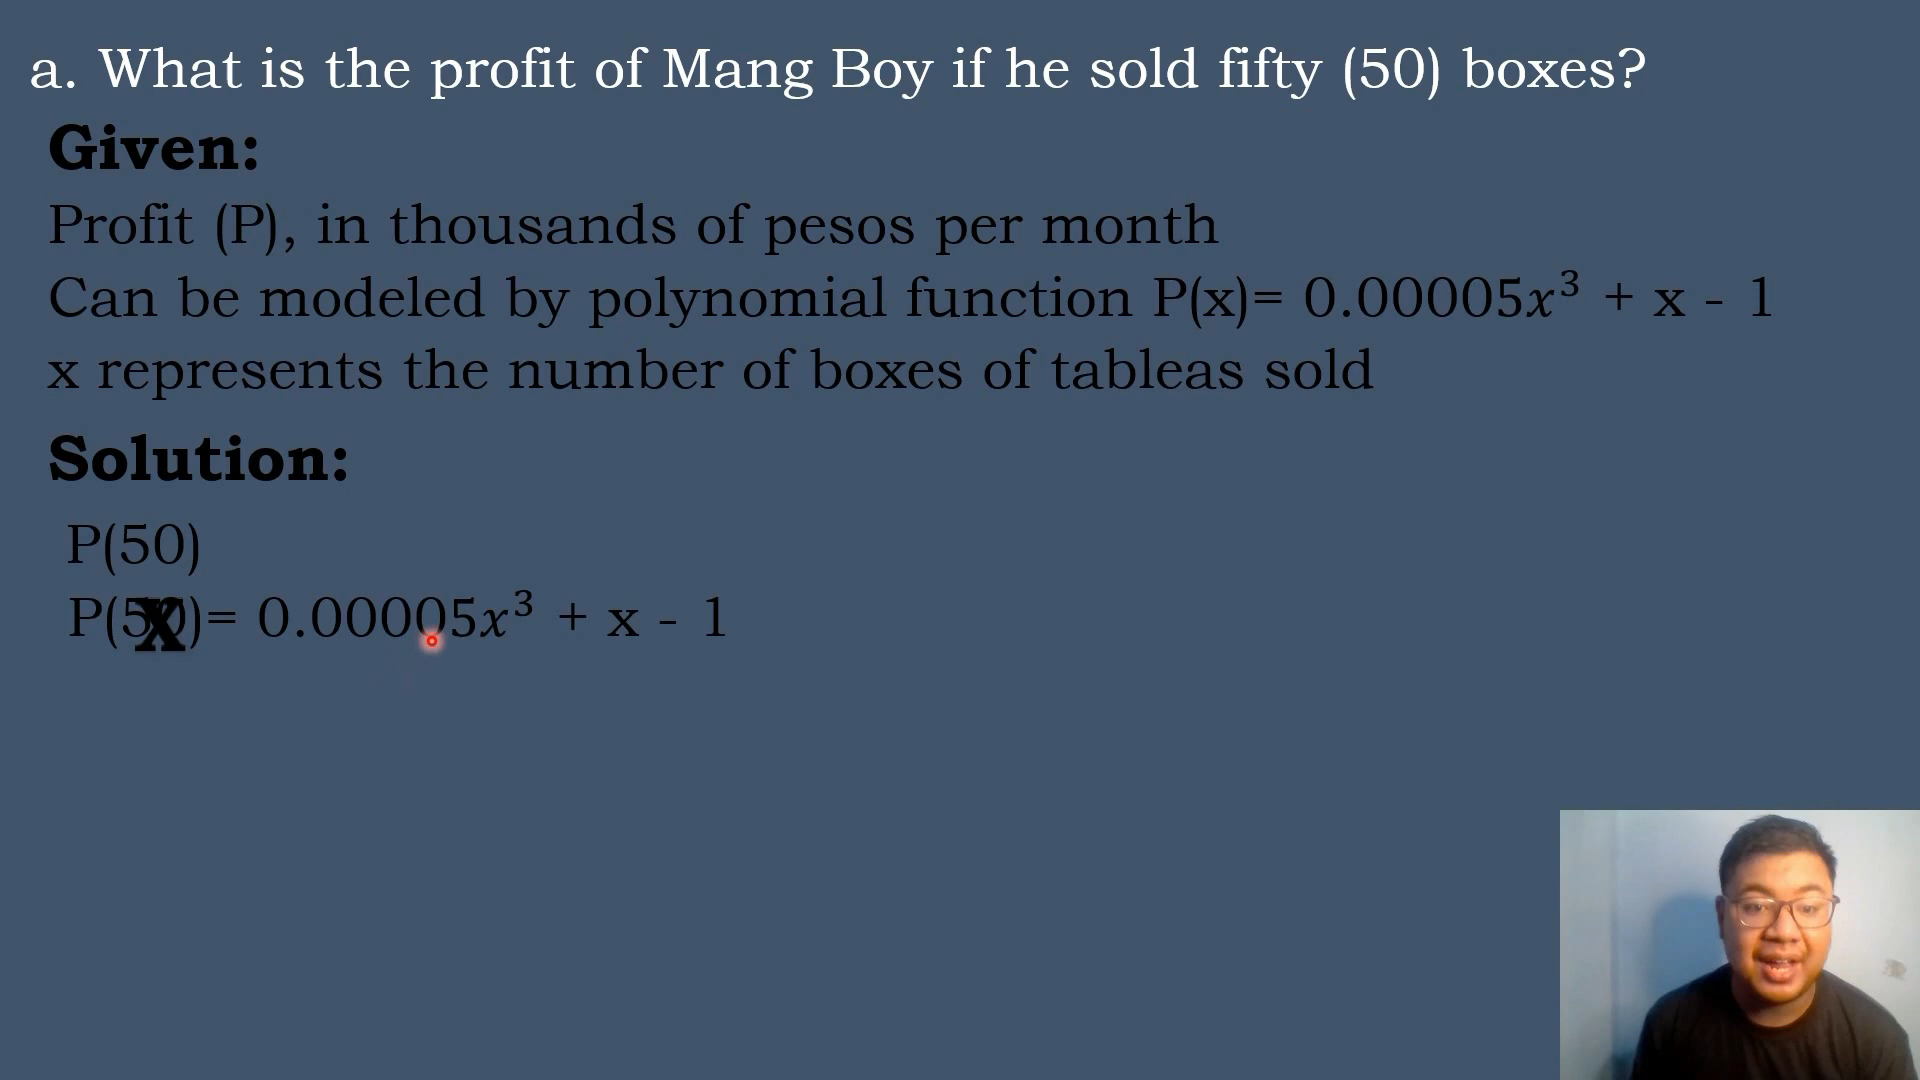 a. What is the profit of Mang Boy if he sold fifty (50) boxes?
Given:
Profit (P), in thousands of pesos per month
Can be modeled by polynomial function P(x)= 0.00005x³ + x - 1
x represents the number of boxes of tableas sold
Solution:
P(50)
P(50)= 0.00005x³ + x - 1
x